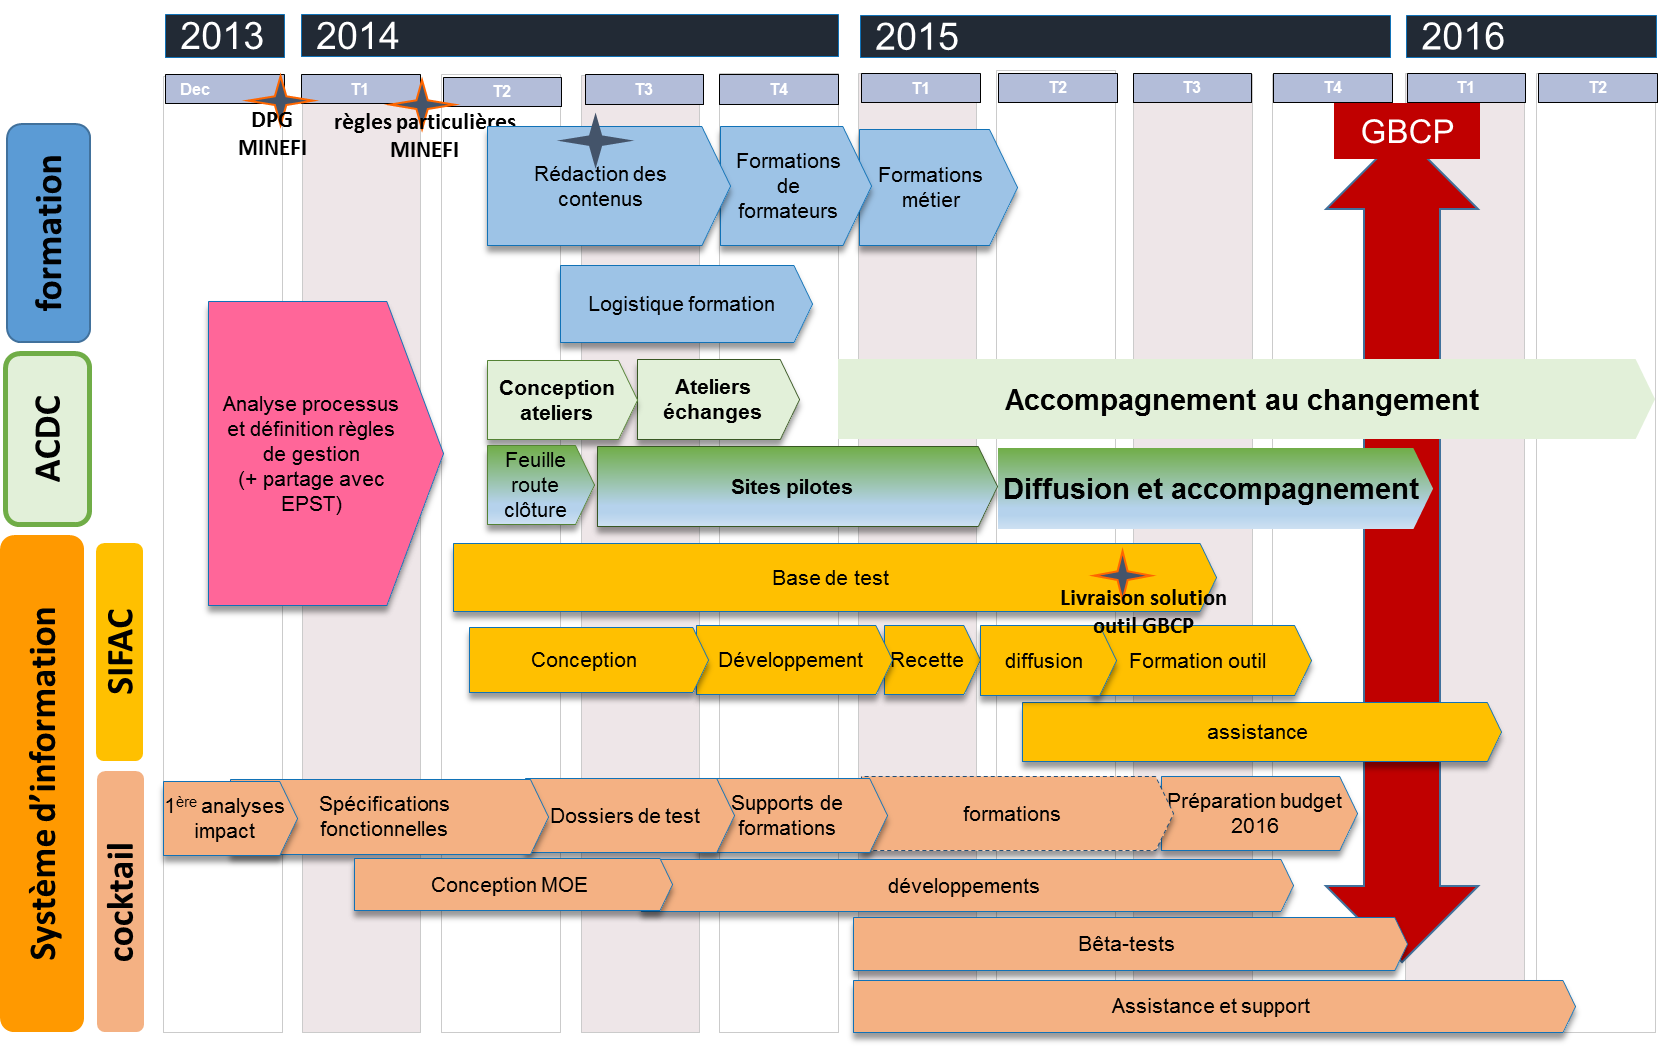 2013
2014
2015
2016
Dec
T1
T2
T3
T4
T1
T2
T3
T4
T1
T2
DPG
MINEFI
règles particulières
MINEFI
GBCP
formation
Rédaction des
contenus
Formations
de
formateurs
Formations
métier
Logistique formation
Analyse processus
et définition règles
de gestion
(+ partage avec
EPST)
ACDC
Conception
ateliers
Ateliers
échanges
Accompagnement au changement
Feuille
route
clôture
Sites pilotes
Diffusion et accompagnement
Système d'information
SIFAC
Base de test
Livraison solution
outil GBCP
Conception
Développement
Recette
diffusion
Formation outil
assistance
cocktail
1ère analyses
impact
Spécifications
fonctionnelles
Dossiers de test
Supports de
formations
formations
Préparation budget
2016
Conception MOE
développements
Bêta-tests
Assistance et support